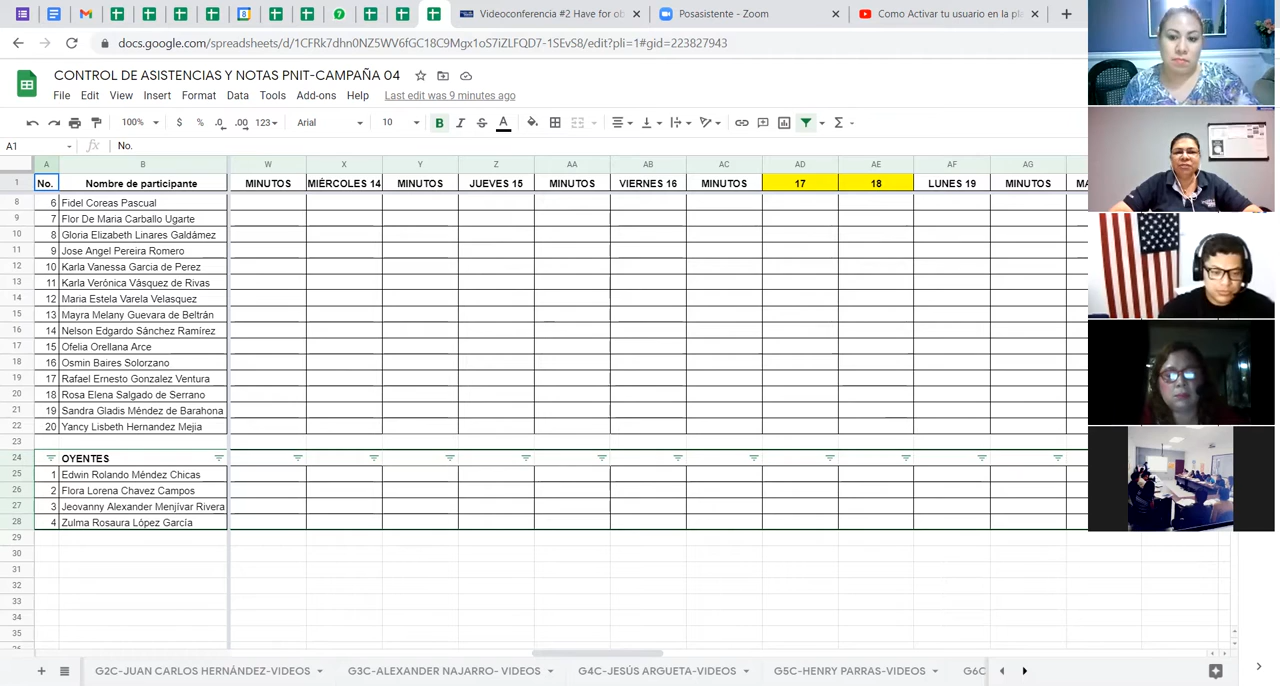 Videoconferencia #2 Have for ob
Posasistente - Zoom
Como Activar tu usuario en la pla
docs.google.com/spreadsheets/d/1CFRk7dhn0NZ5WV6fGC18C9Mgx1oS7iZLFQD7-1SEvS8/edit?pli=1#gid=223827943
CONTROL DE ASISTENCIAS Y NOTAS PNIT-CAMPAÑA 04
File Edit View Insert Format Data Tools Add-ons Help Last edit was 9 minutes ago
100% $ % .0 .00 123 Arial 10 B I S A Σ
A1 fx No.
A B W X Y Z AA AB AC AD AE AF AG
1 No. Nombre de participante MINUTOS MIÉRCOLES 14 MINUTOS JUEVES 15 MINUTOS VIERNES 16 MINUTOS 17 18 LUNES 19 MINUTOS MA
8 6 Fidel Coreas Pascual
9 7 Flor De Maria Carballo Ugarte
10 8 Gloria Elizabeth Linares Galdámez
11 9 Jose Angel Pereira Romero
12 10 Karla Vanessa Garcia de Perez
13 11 Karla Verónica Vásquez de Rivas
14 12 Maria Estela Varela Velasquez
15 13 Mayra Melany Guevara de Beltrán
16 14 Nelson Edgardo Sánchez Ramírez
17 15 Ofelia Orellana Arce
18 16 Osmin Baires Solorzano
19 17 Rafael Ernesto Gonzalez Ventura
20 18 Rosa Elena Salgado de Serrano
21 19 Sandra Gladis Méndez de Barahona
22 20 Yancy Lisbeth Hernandez Mejia
23
24 OYENTES
25 1 Edwin Rolando Méndez Chicas
26 2 Flora Lorena Chavez Campos
27 3 Jeovanny Alexander Menjívar Rivera
28 4 Zulma Rosaura López García
29
30
31
32
33
34
35
G2C-JUAN CARLOS HERNÁNDEZ-VIDEOS G3C-ALEXANDER NAJARRO- VIDEOS G4C-JESÚS ARGUETA-VIDEOS G5C-HENRY PARRAS-VIDEOS G6C